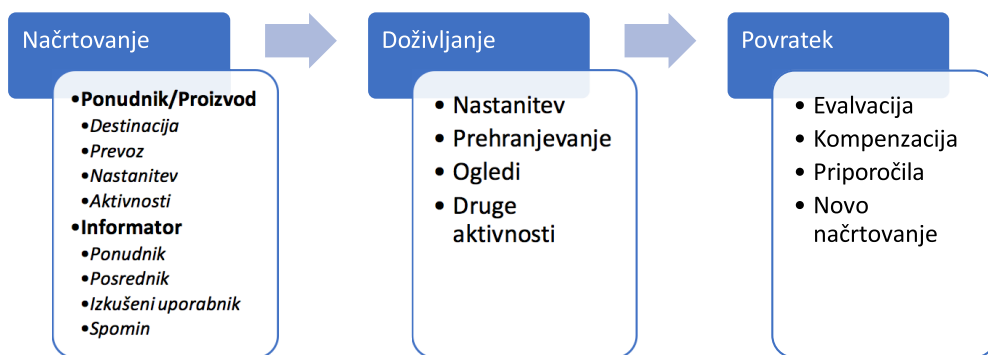 Načrtovanje
•Ponudnik/Proizvod
•Destinacija
•Prevoz
•Nastanitev
•Aktivnosti
•Informator
•Ponudnik
•Posrednik
•Izkušeni uporabnik
•Spomin
Doživljanje
• Nastanitev
• Prehranjevanje
• Ogledi
• Druge
aktivnosti
Povratek
• Evalvacija
• Kompenzacija
• Priporočila
• Novo
načrtovanje